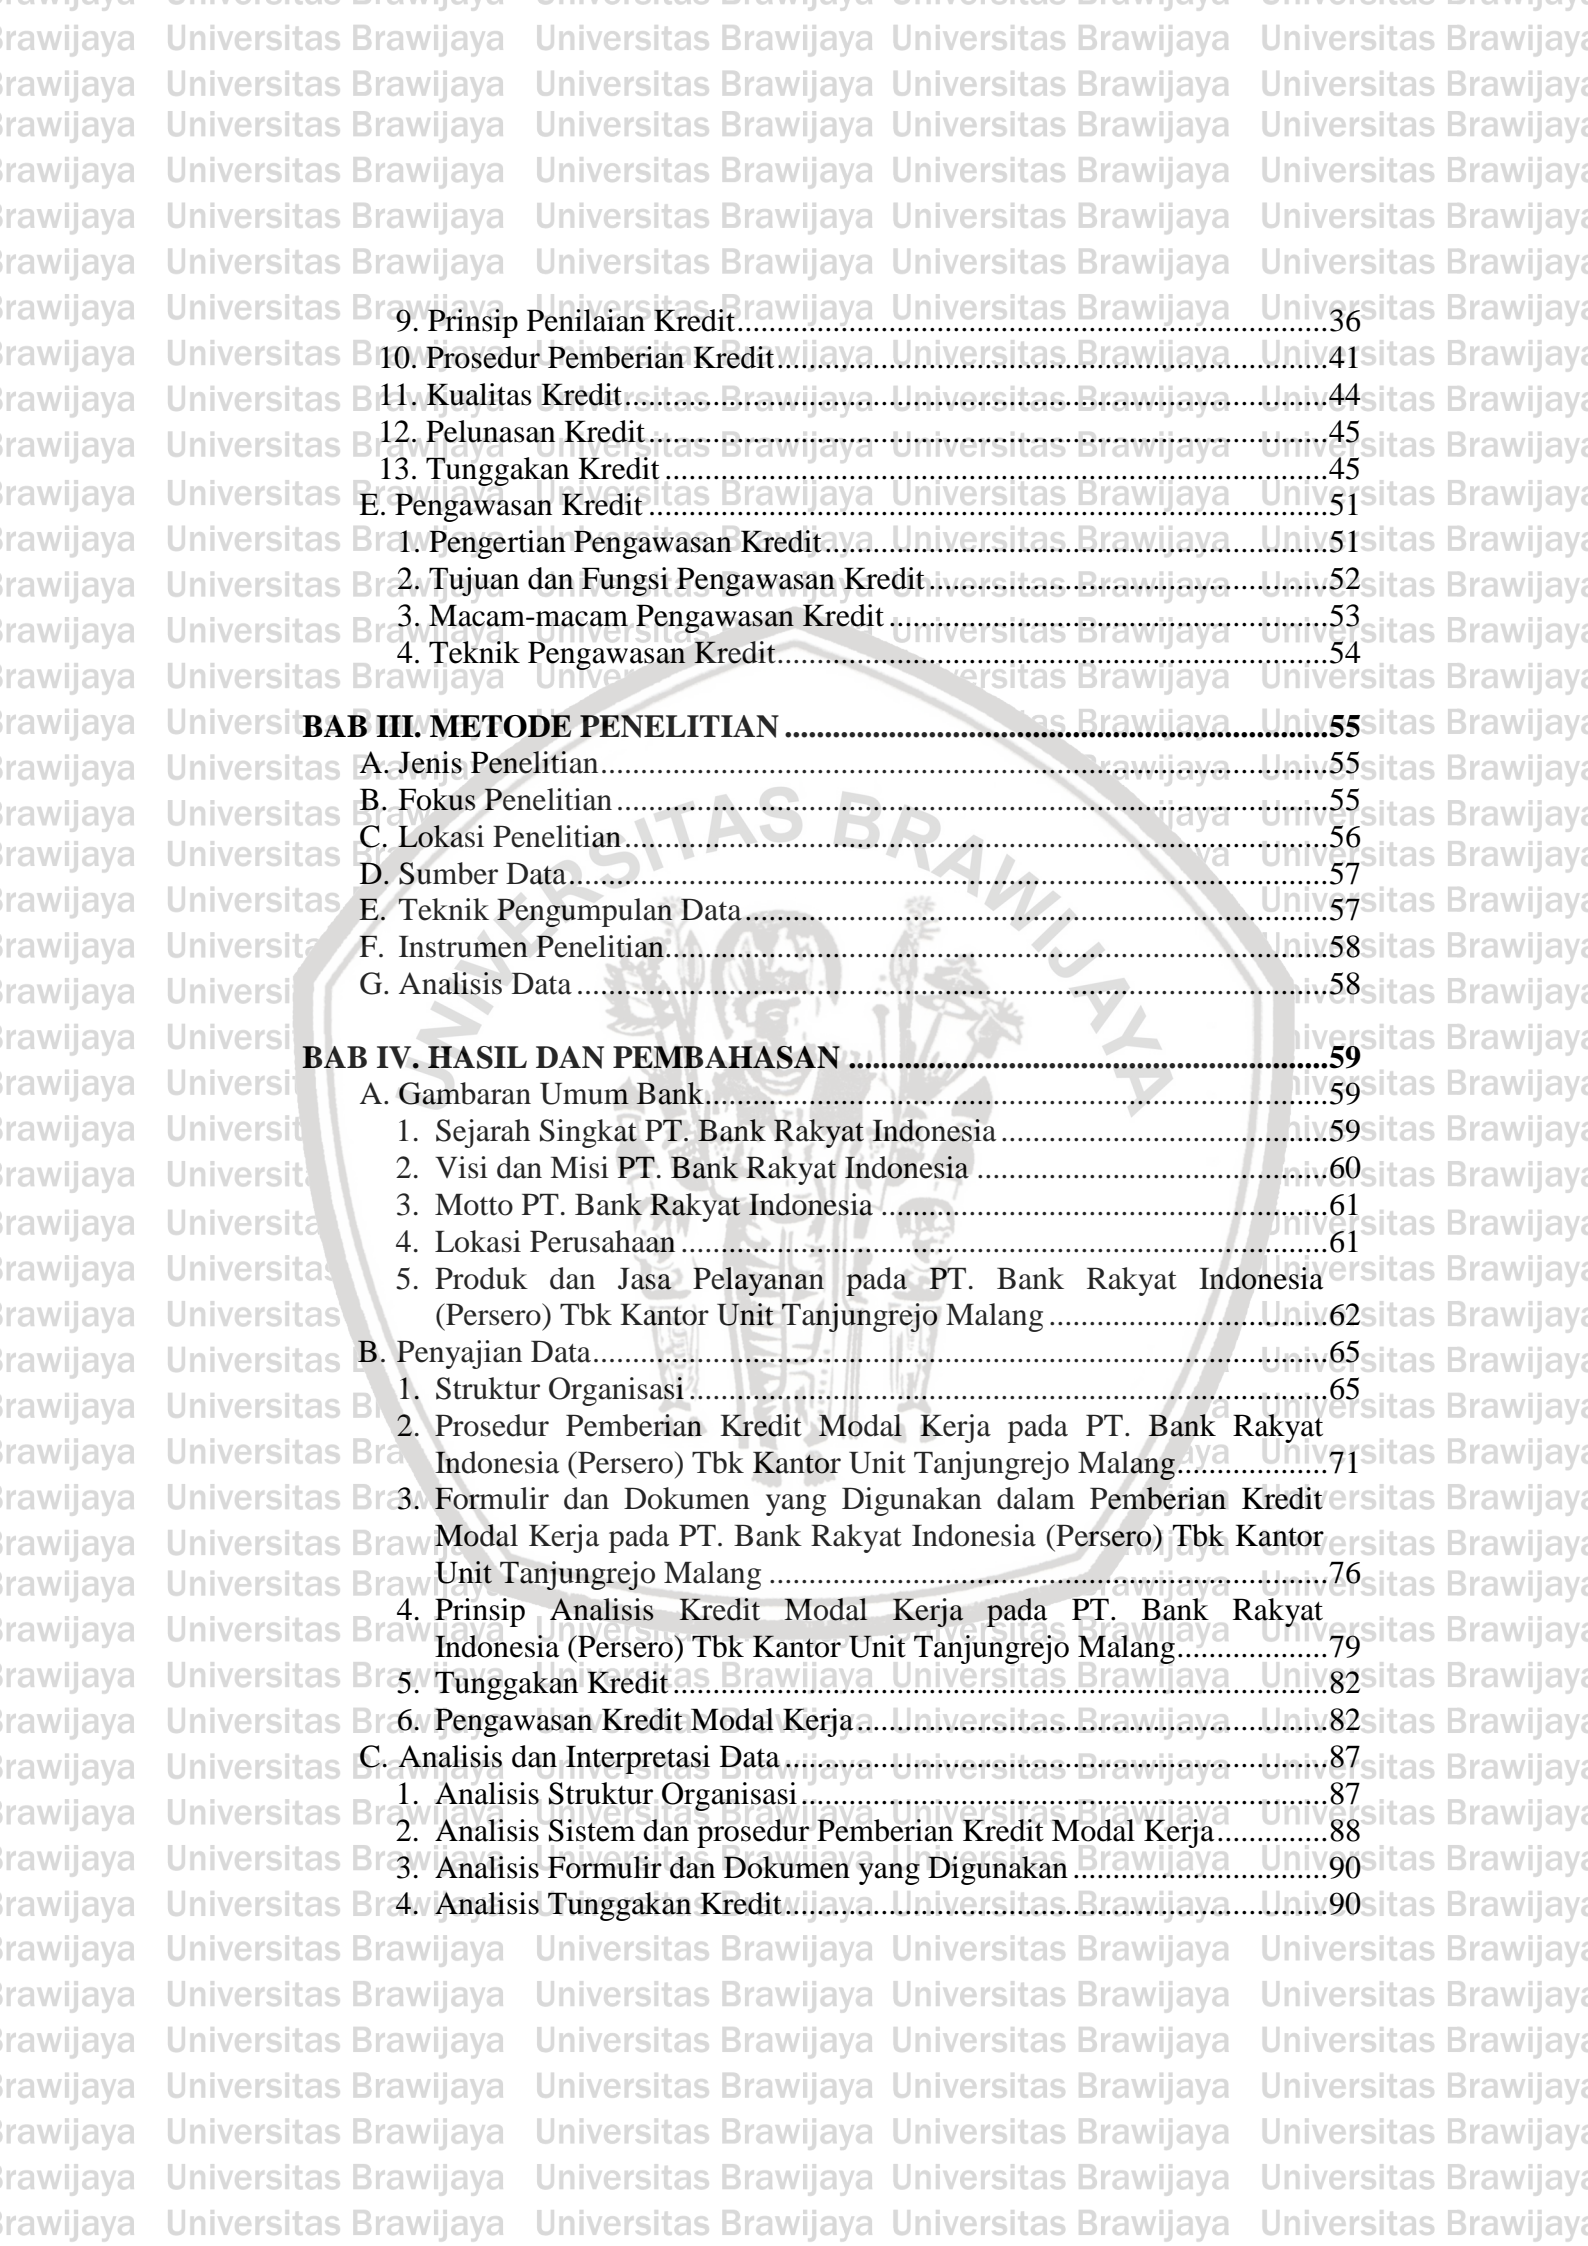 9. Prinsip Penilaian Kredit..........................................................................36
10. Prosedur Pemberian Kredit.....................................................................41
11. Kualitas Kredit........................................................................................44
12. Pelunasan Kredit.....................................................................................45
13. Tunggakan Kredit...................................................................................45
E. Pengawasan Kredit.....................................................................................51
1. Pengertian Pengawasan Kredit...............................................................51
2. Tujuan dan Fungsi Pengawasan Kredit..................................................52
3. Macam-macam Pengawasan Kredit.......................................................53
4. Teknik Pengawasan Kredit.....................................................................54
BAB III. METODE PENELITIAN....................................................................55
A. Jenis Penelitian...........................................................................................55
B. Fokus Penelitian.........................................................................................55
C. Lokasi Penelitian........................................................................................56
D. Sumber Data...............................................................................................57
E. Teknik Pengumpulan Data.........................................................................57
F. Instrumen Penelitian...................................................................................58
G. Analisis Data..............................................................................................58
BAB IV. HASIL DAN PEMBAHASAN............................................................59
A. Gambaran Umum Bank..............................................................................59
1. Sejarah Singkat PT. Bank Rakyat Indonesia.........................................59
2. Visi dan Misi PT. Bank Rakyat Indonesia............................................60
3. Motto PT. Bank Rakyat Indonesia........................................................61
4. Lokasi Perusahaan.................................................................................61
5. Produk dan Jasa Pelayanan pada PT. Bank Rakyat Indonesia
(Persero) Tbk Kantor Unit Tanjungrejo Malang...................................62
B. Penyajian Data............................................................................................65
1. Struktur Organisasi................................................................................65
2. Prosedur Pemberian Kredit Modal Kerja pada PT. Bank Rakyat
Indonesia (Persero) Tbk Kantor Unit Tanjungrejo Malang...................71
3. Formulir dan Dokumen yang Digunakan dalam Pemberian Kredit
Modal Kerja pada PT. Bank Rakyat Indonesia (Persero) Tbk Kantor
Unit Tanjungrejo Malang......................................................................76
4. Prinsip Analisis Kredit Modal Kerja pada PT. Bank Rakyat
Indonesia (Persero) Tbk Kantor Unit Tanjungrejo Malang...................79
5. Tunggakan Kredit..................................................................................82
6. Pengawasan Kredit Modal Kerja...........................................................82
C. Analisis dan Interpretasi Data....................................................................87
1. Analisis Struktur Organisasi..................................................................87
2. Analisis Sistem dan prosedur Pemberian Kredit Modal Kerja..............88
3. Analisis Formulir dan Dokumen yang Digunakan................................90
4. Analisis Tunggakan Kredit....................................................................90